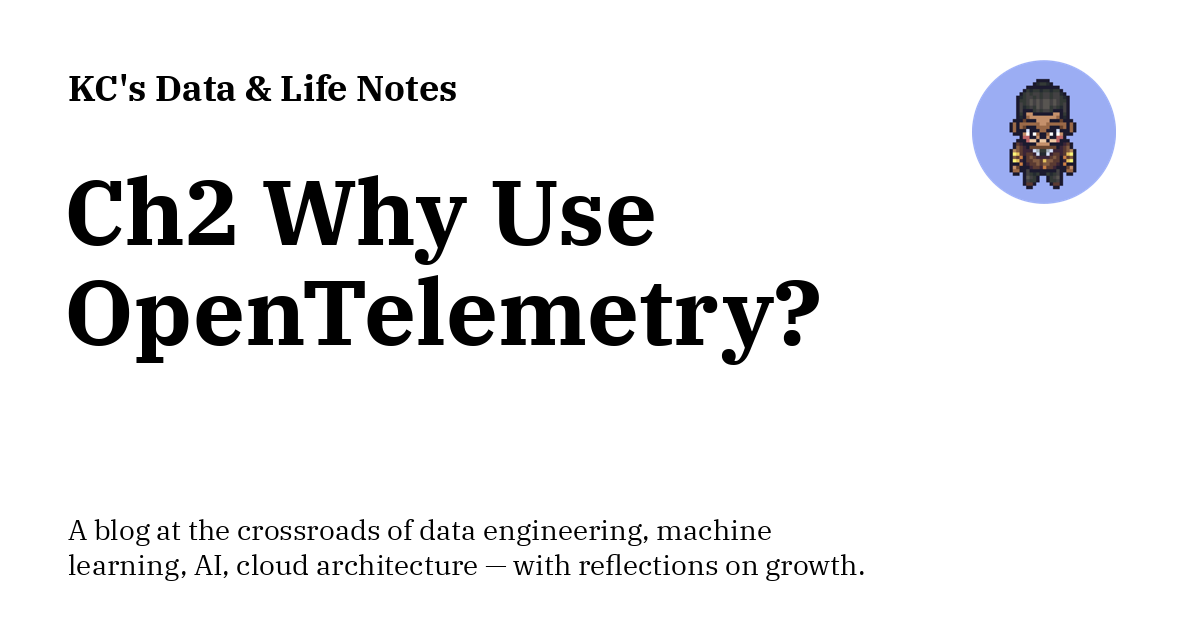 KC's Data & Life Notes
Ch2 Why Use
OpenTelemetry?
A blog at the crossroads of data engineering, machine
learning, AI, cloud architecture — with reflections on growth.